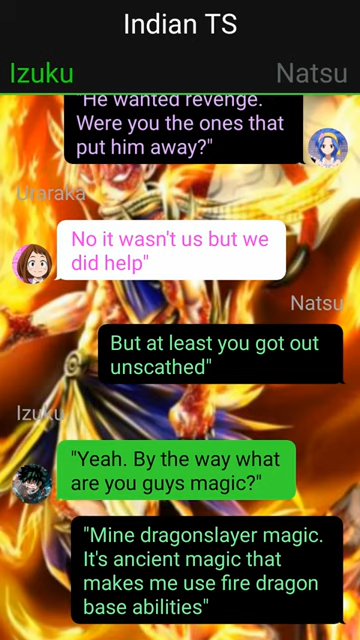 Indian TS
Izuku
Natsu
"He wanted revenge.
Were you the ones that
put him away?"
Uraraka
No it wasn't us but we
did help"
Natsu
But at least you got out
unscathed"
Izuku
"Yeah. By the way what
are you guys magic?"
"Mine dragonslayer magic.
It's ancient magic that
makes me use fire dragon
base abilities"